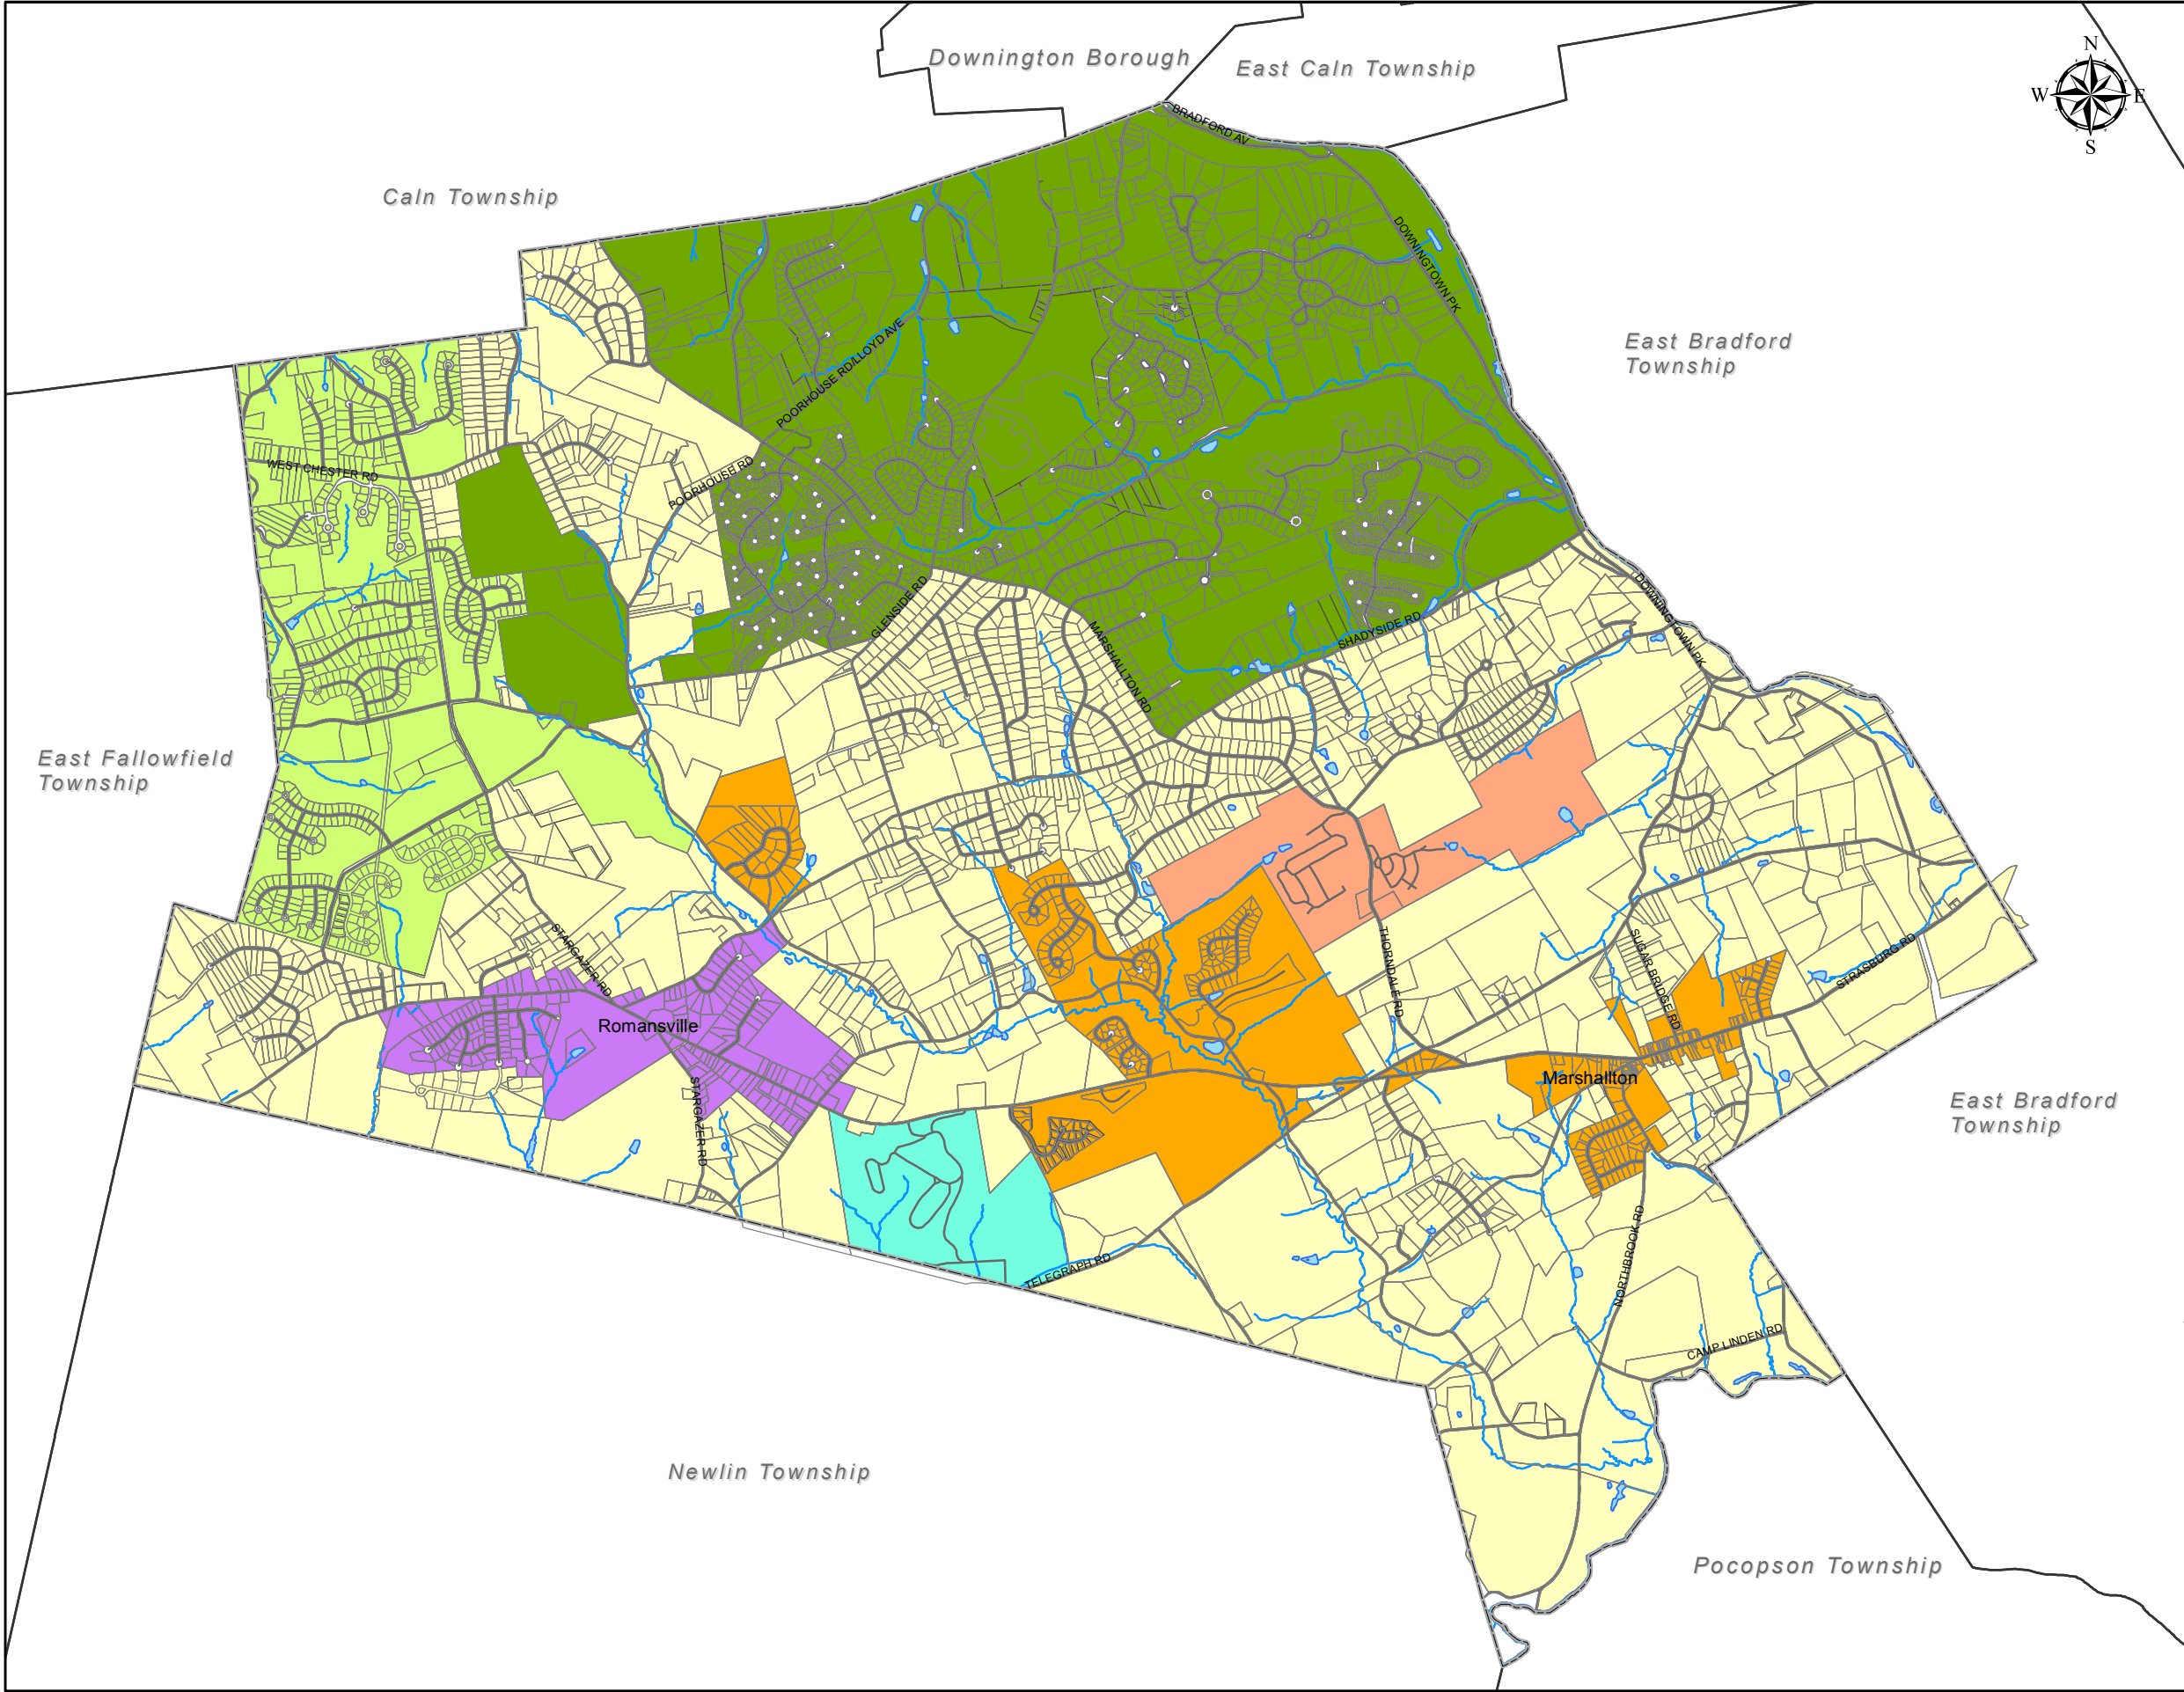 Downington Borough
East Caln Township
N
W
E
S
BRADFORD AV
Caln Township
DOWNINGTOWN PK
East Bradford
Township
POORHOUSE RD
LLOYD AVE
WEST CHESTER RD
POORHOUSE RD
GLENSIDE RD
MARSHALLTON RD
SHADYSIDE RD
DOWNINGTOWN PK
East Fallowfield
Township
STARGAZER RD
THORNDALE RD
SUGAR BRIDGE RD
STRASBURG RD
Romansville
Marshallton
STARGAZER RD
East Bradford
Township
TELEGRAPH RD
NORTHBROOK RD
CAMP LINDEN RD
Newlin Township
Pocopson Township